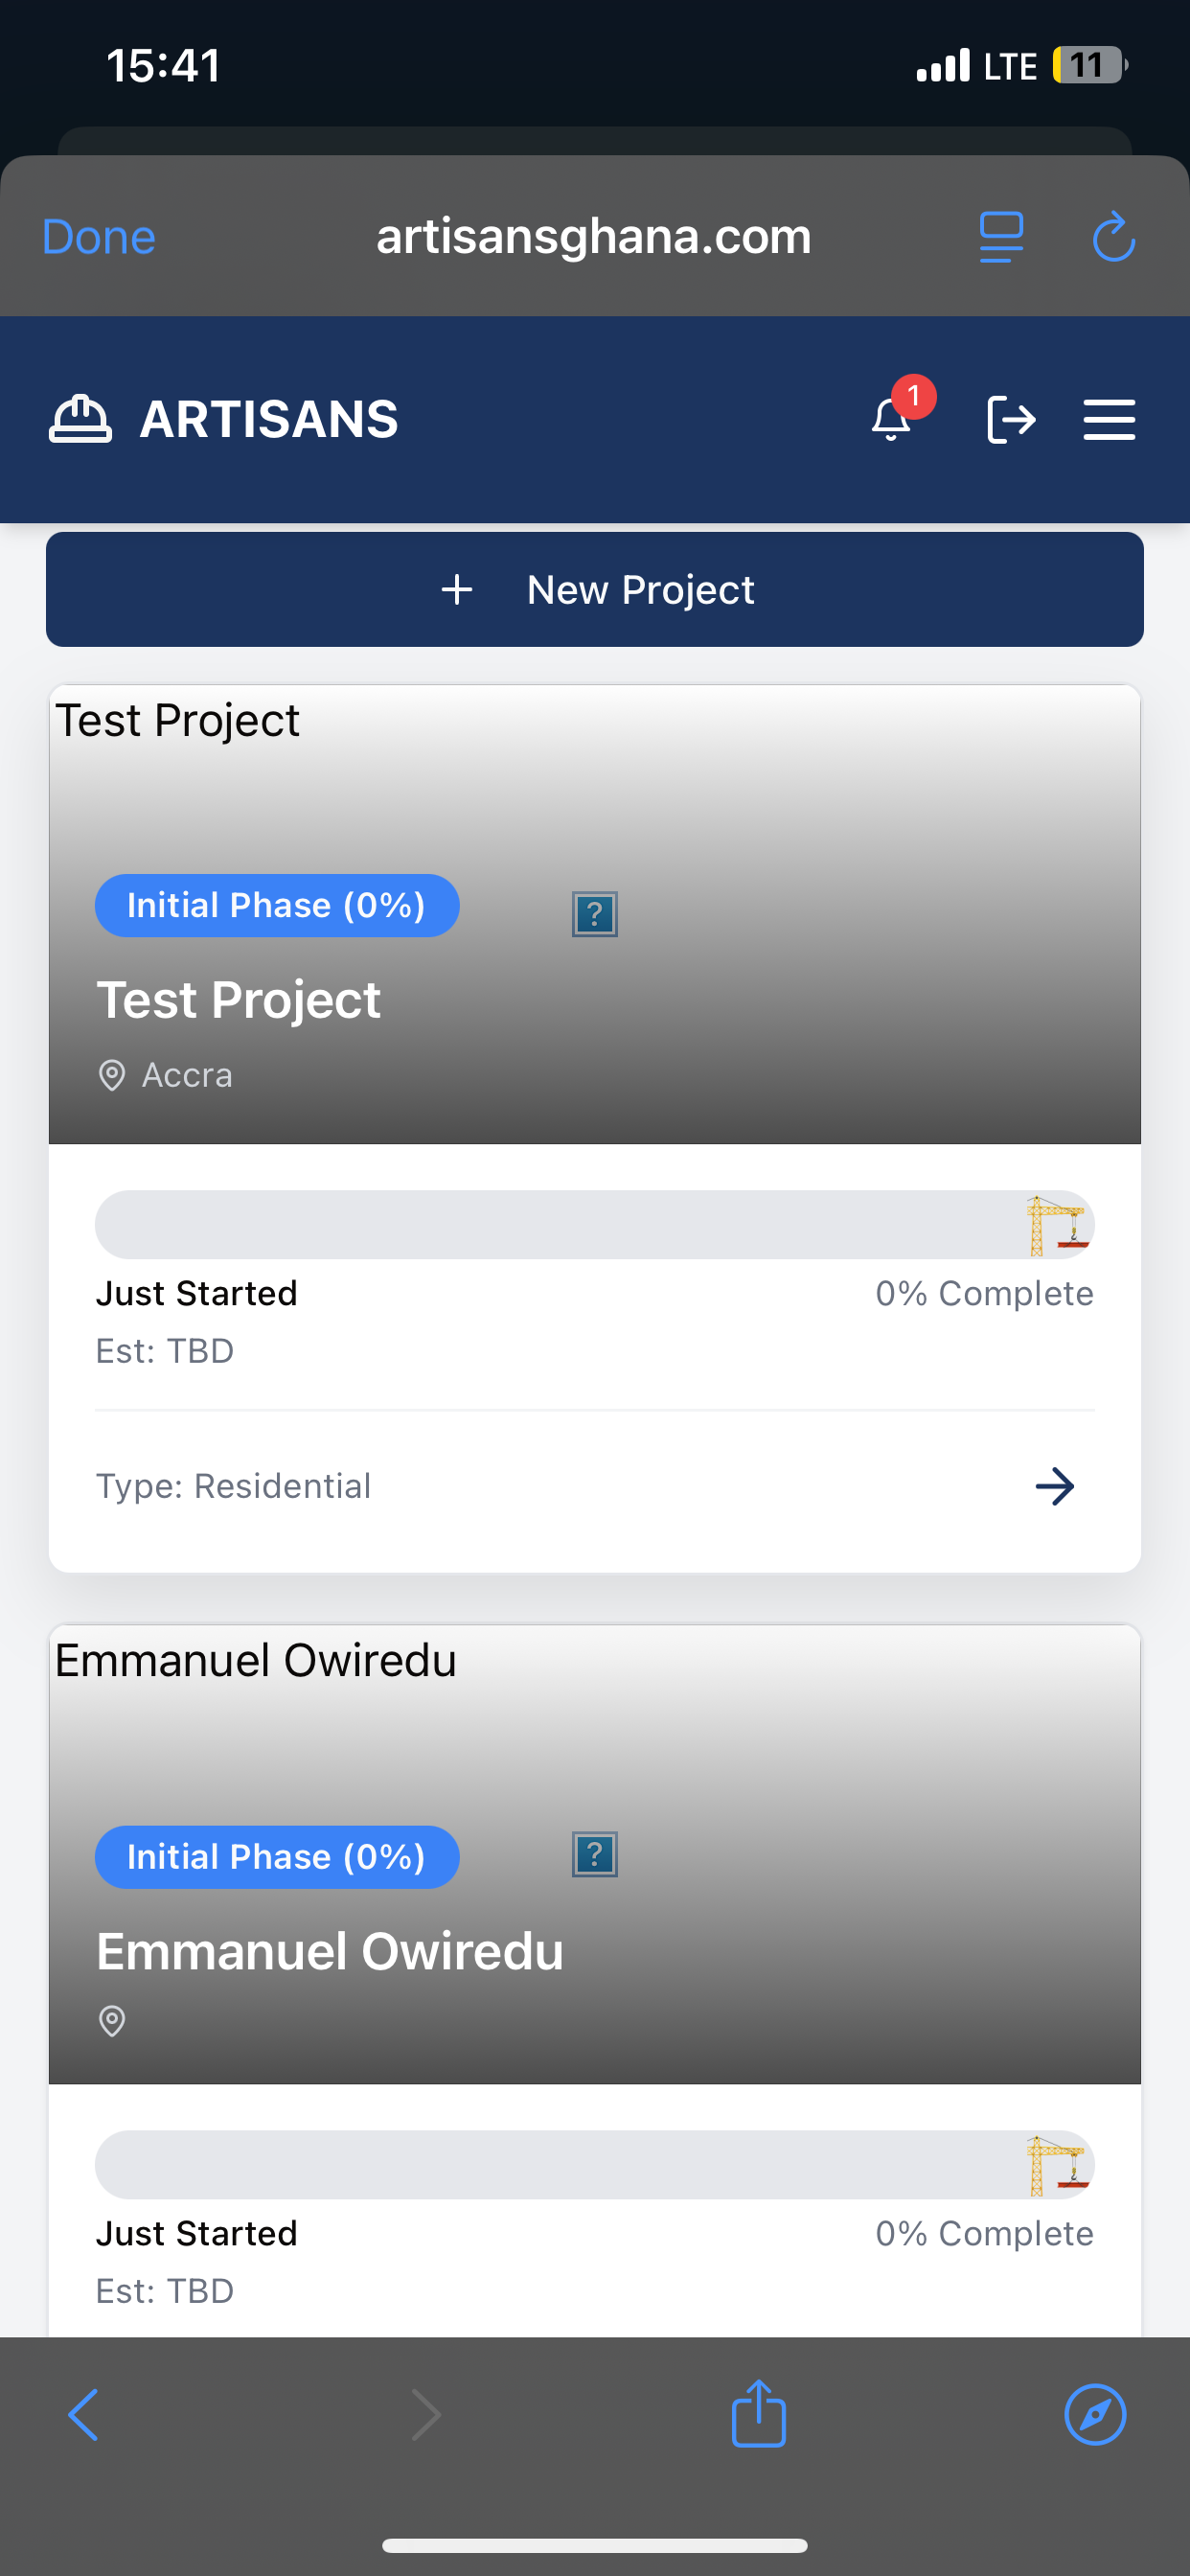 15:41
LTE 11
Done
artisansghana.com
ARTISANS
1
+ New Project
Test Project
Initial Phase (0%)
?
Test Project
Accra
Just Started
0% Complete
Est: TBD
Type: Residential
Emmanuel Owiredu
Initial Phase (0%)
?
Emmanuel Owiredu
Just Started
0% Complete
Est: TBD